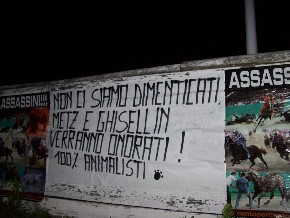 ASSASSINI!!!
NON CI SIAMO DIMENTICATI,
METZ E GHISELLIN
VERRANNO ONORATI!
100% ANIMALISTI
ASSASS